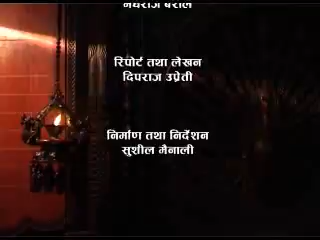 रिपोर्ट तथा लेखन
दिपराज उप्रेती
निर्माण तथा निर्देशन
सुशील मैनाली